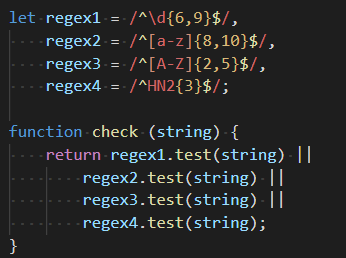 let regex1 = /^\d{6,9}$/,
    regex2 = /^[a-z]{8,10}$/,
    regex3 = /^[A-Z]{2,5}$/,
    regex4 = /^HN2{3}$/;

function check (string) {
    return regex1.test(string) ||
        regex2.test(string) ||
        regex3.test(string) ||
        regex4.test(string);
}